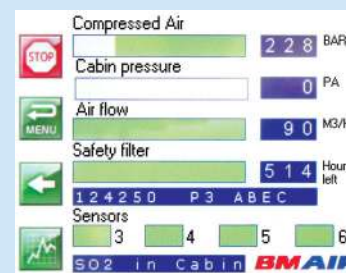 Compressed Air
STOP
228 BAR
Cabin pressure
0 PA
Air flow
MENU
90 M3/
Safety filter
514 Hour
left
124250 P3 ABEC
Sensors
3 4 5 6
SO2 in Cabin BMAIR